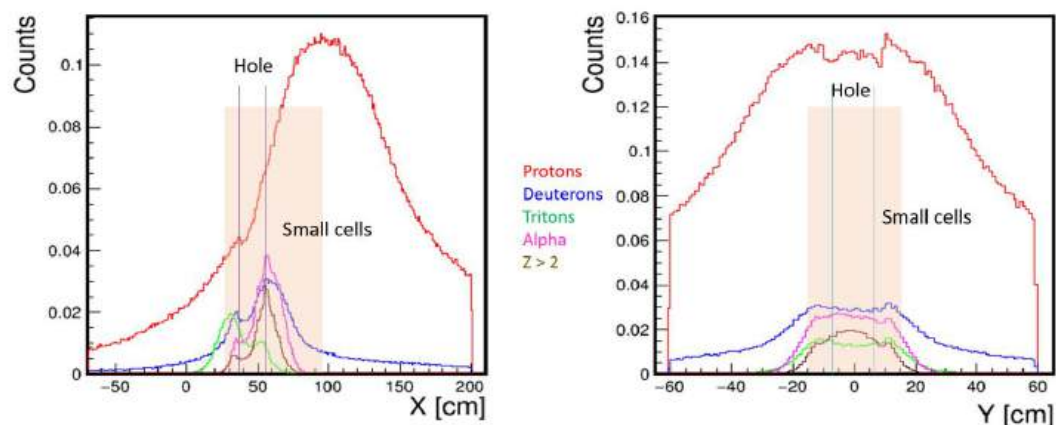 Counts
0.1
0.08
0.06
0.04
0.02
0
−50
0
50
100
150
200
X [cm]
Hole
Small cells
Protons
Deuterons
Tritons
Alpha
Z > 2
Counts
0.16
0.14
0.12
0.1
0.08
0.06
0.04
0.02
0
−60
−40
−20
0
20
40
60
Y [cm]
Hole
Small cells